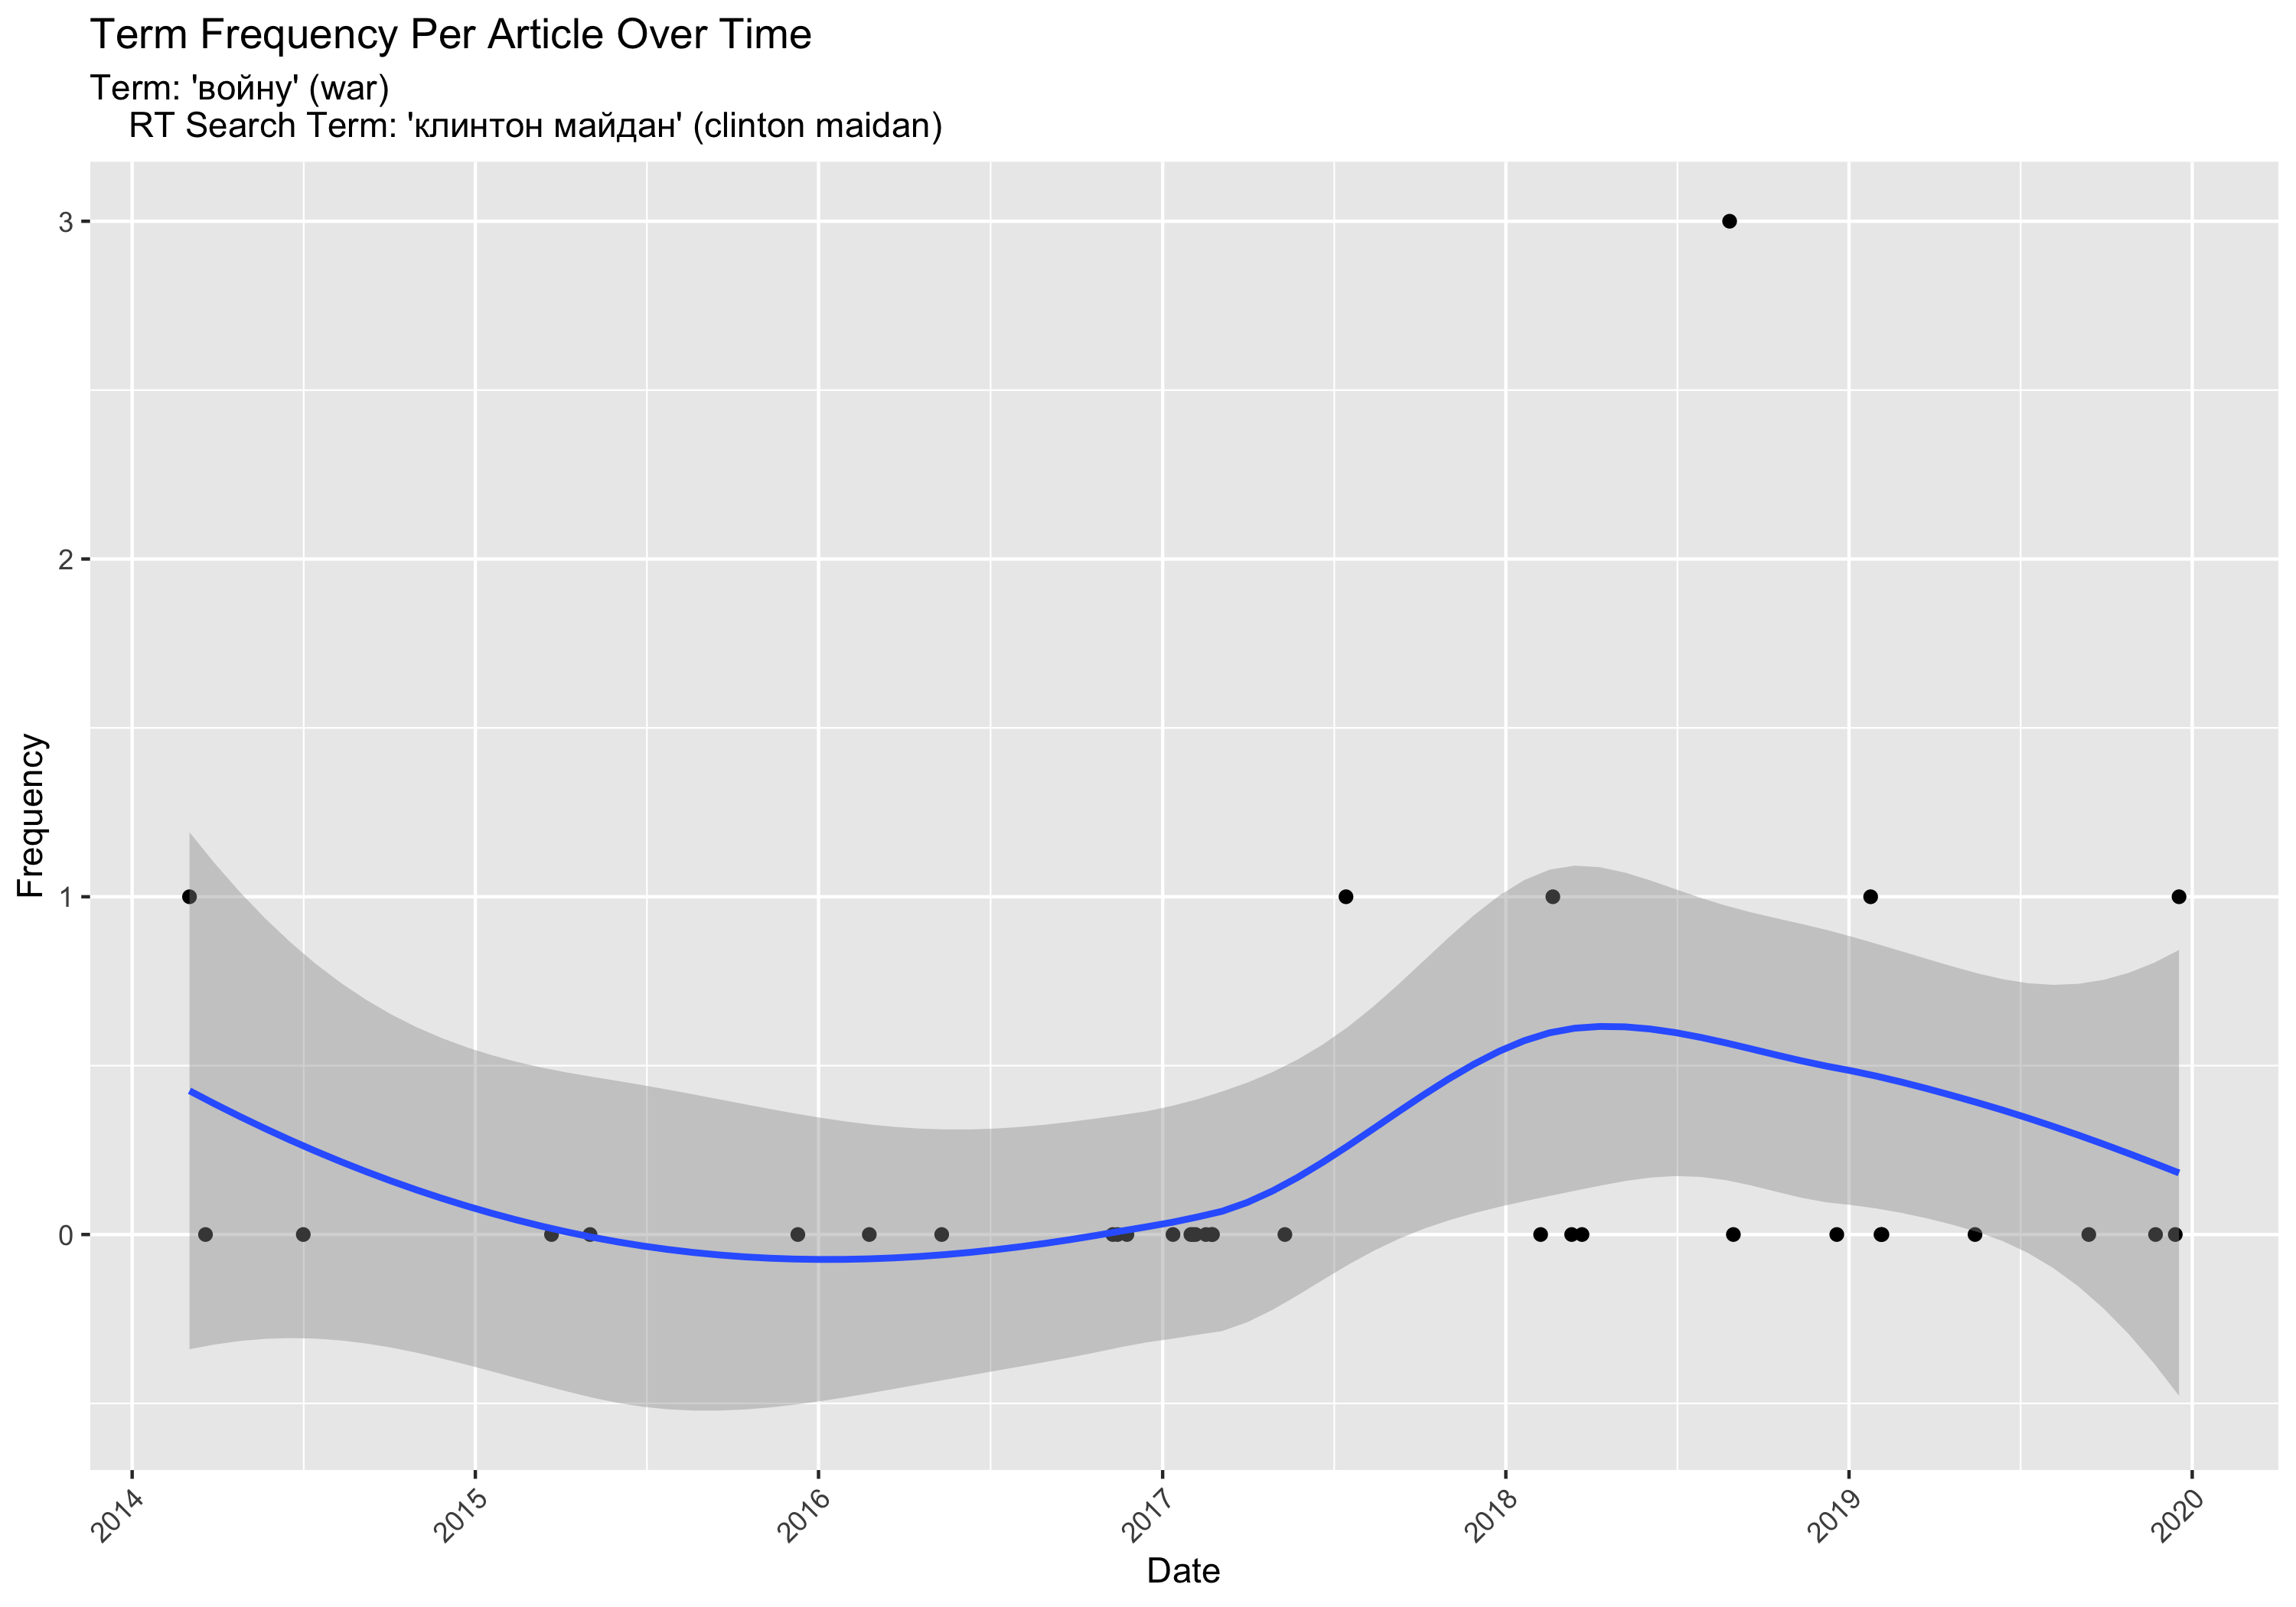 Term Frequency Per Article Over Time
Term: 'войну' (war)
RT Search Term: 'клинтон майдан' (clinton maidan)
3
2
1
0
Frequency
2014
2015
2016
2017
2018
2019
2020
Date